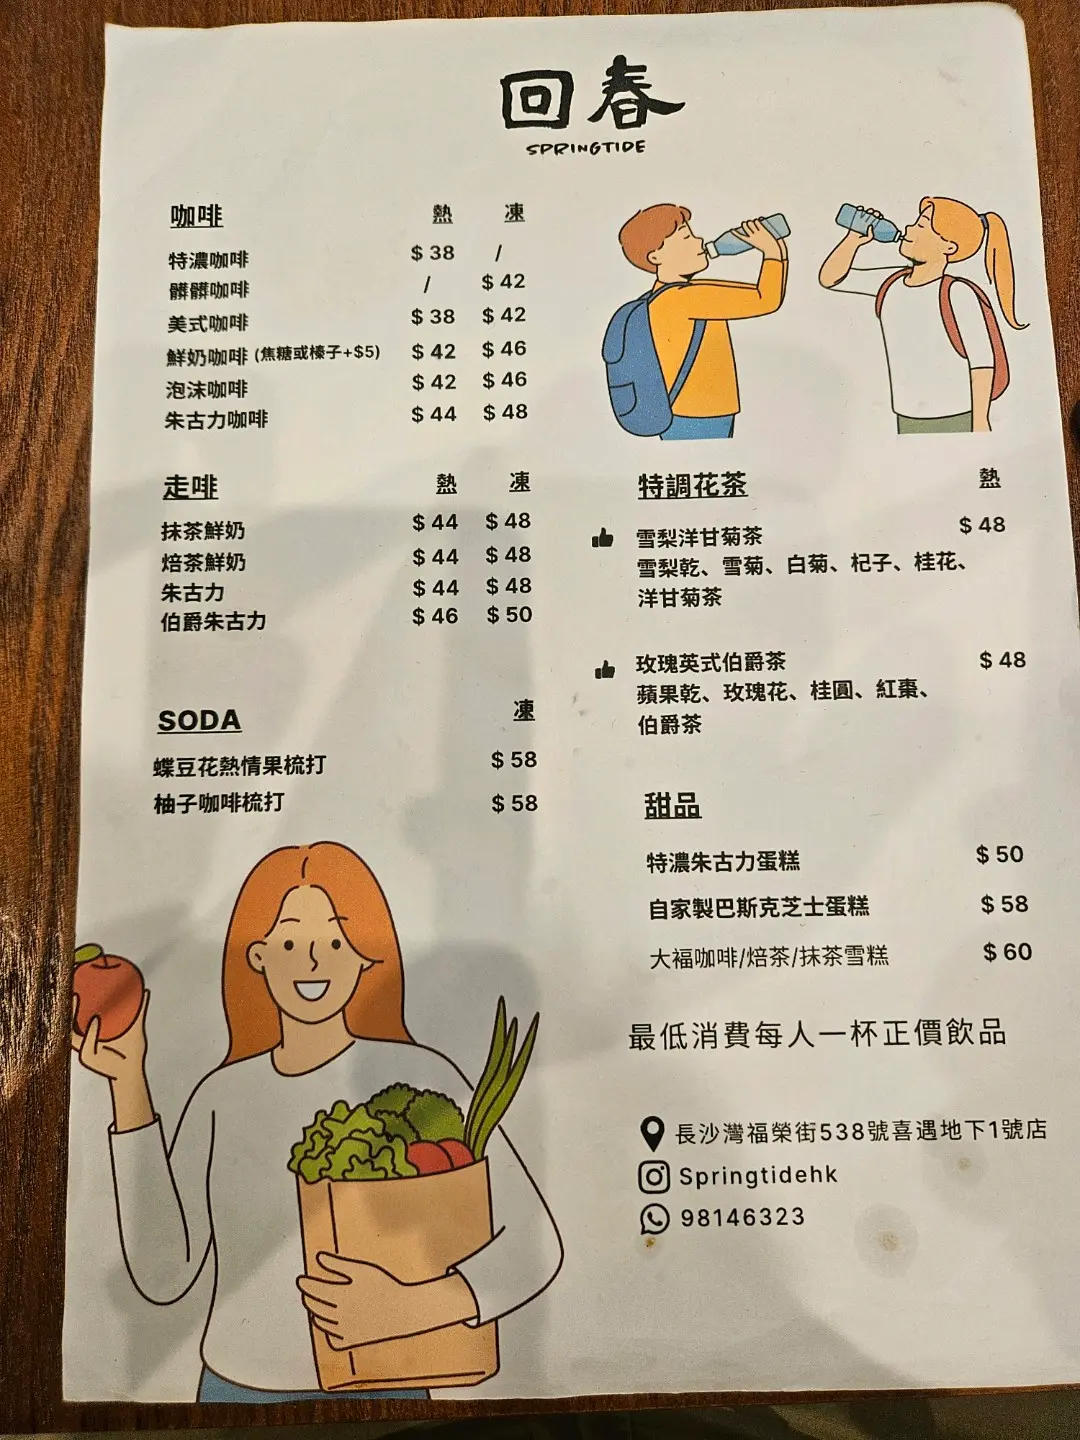 回春
SPRINGTIDE
咖啡 熱 凍
特濃咖啡 $ 38 /
髒髒咖啡 / $ 42
美式咖啡 $ 38 $ 42
鮮奶咖啡 (焦糖或榛子+$5) $ 42 $ 46
泡沫咖啡 $ 42 $ 46
朱古力咖啡 $ 44 $ 48
走啡 熱 凍
抹茶鮮奶 $ 44 $ 48
焙茶鮮奶 $ 44 $ 48
朱古力 $ 44 $ 48
伯爵朱古力 $ 46 $ 50
SODA 凍
蝶豆花熱情果梳打 $ 58
柚子咖啡梳打 $ 58
特調花茶 熱
雪梨洋甘菊茶 $ 48
雪梨乾、雪菊、白菊、杞子、桂花、
洋甘菊茶
玫瑰英式伯爵茶 $ 48
蘋果乾、玫瑰花、桂圓、紅棗、
伯爵茶
甜品
特濃朱古力蛋糕 $ 50
自家製巴斯克芝士蛋糕 $ 58
大福咖啡/焙茶/抹茶雪糕 $ 60
最低消費每人一杯正價飲品
長沙灣福榮街538號喜遇地下1號店
Springtidehk
98146323